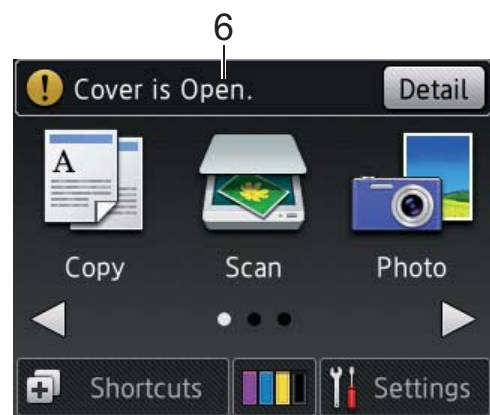 6
Cover is Open.
Detail
A
Copy
Scan
Photo
Shortcuts
Settings